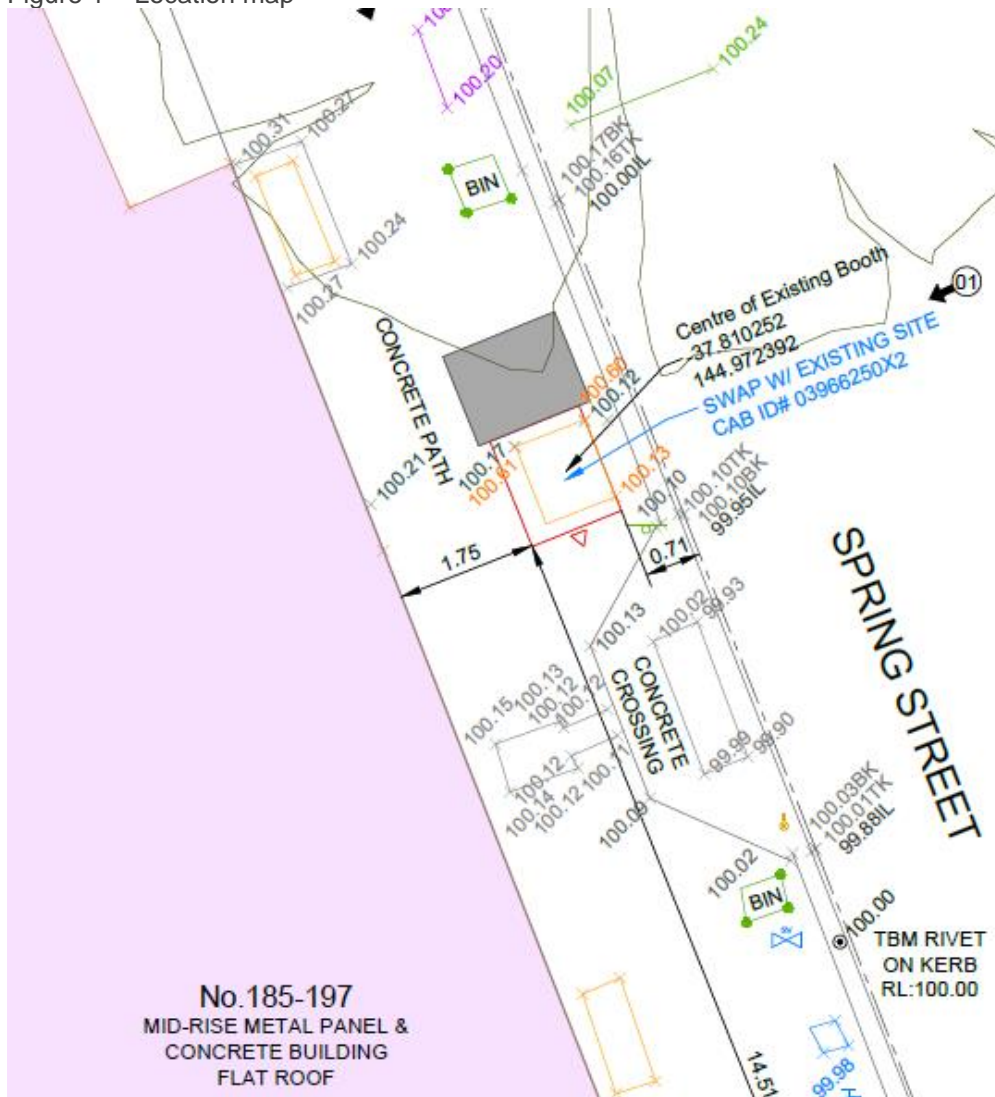 Figure 1 – Location map
100.20
100.07
100.24
100.31
100.27
BIN
100.17BK
100.16TK
100.00IL
100.24
100.27
CONCRETE PATH
Centre of Existing Booth
-37.810252
144.972392
01
SWAP W/ EXISTING SITE
CAB ID# 03966250X2
100.60
100.12
100.21
100.17
100.61
100.13
100.10
100.10TK
100.10BK
99.95IL
1.75
0.71
SPRING STREET
100.13
100.02
99.93
CONCRETE
CROSSING
100.15
100.13
100.12
100.12
100.12
100.11
100.14
100.12
99.99
99.90
100.09
100.03BK
100.01TK
99.88IL
100.02
BIN
100.00
TBM RIVET
ON KERB
RL:100.00
No.185-197
MID-RISE METAL PANEL &
CONCRETE BUILDING
FLAT ROOF
14.51
99.98